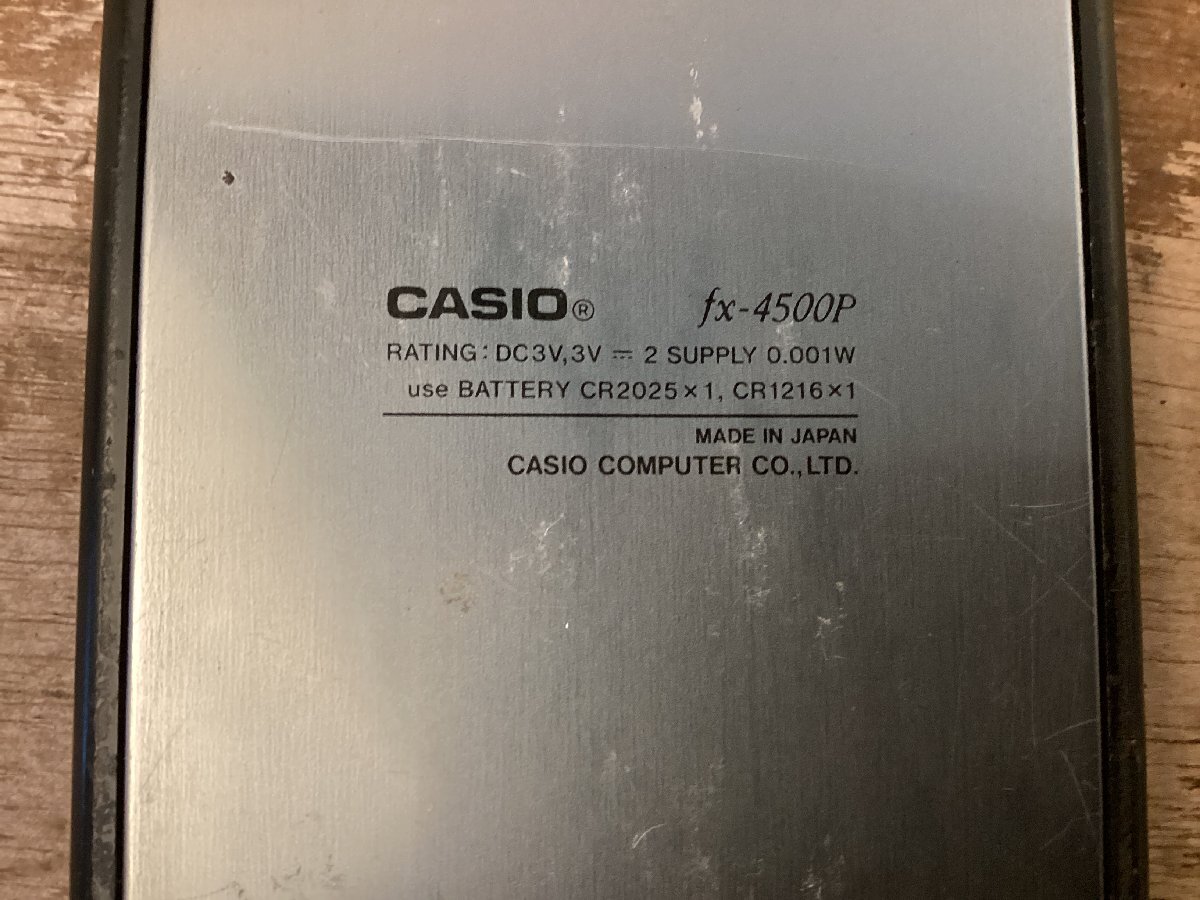 CASIO® fx-4500P
RATING: DC3V,3V ⎓ 2 SUPPLY 0.001W
use BATTERY CR2025×1, CR1216×1
MADE IN JAPAN
CASIO COMPUTER CO.,LTD.